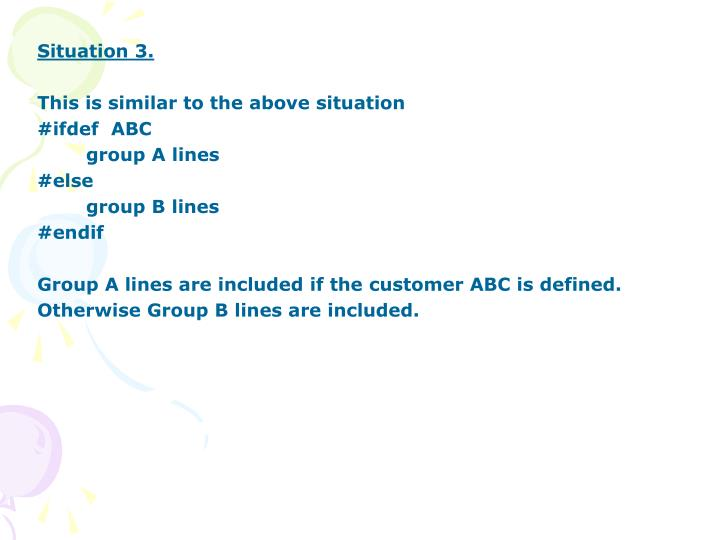 Situation 3.
This is similar to the above situation
#ifdef  ABC
group A lines
#else
group B lines
#endif
Group A lines are included if the customer ABC is defined.
Otherwise Group B lines are included.